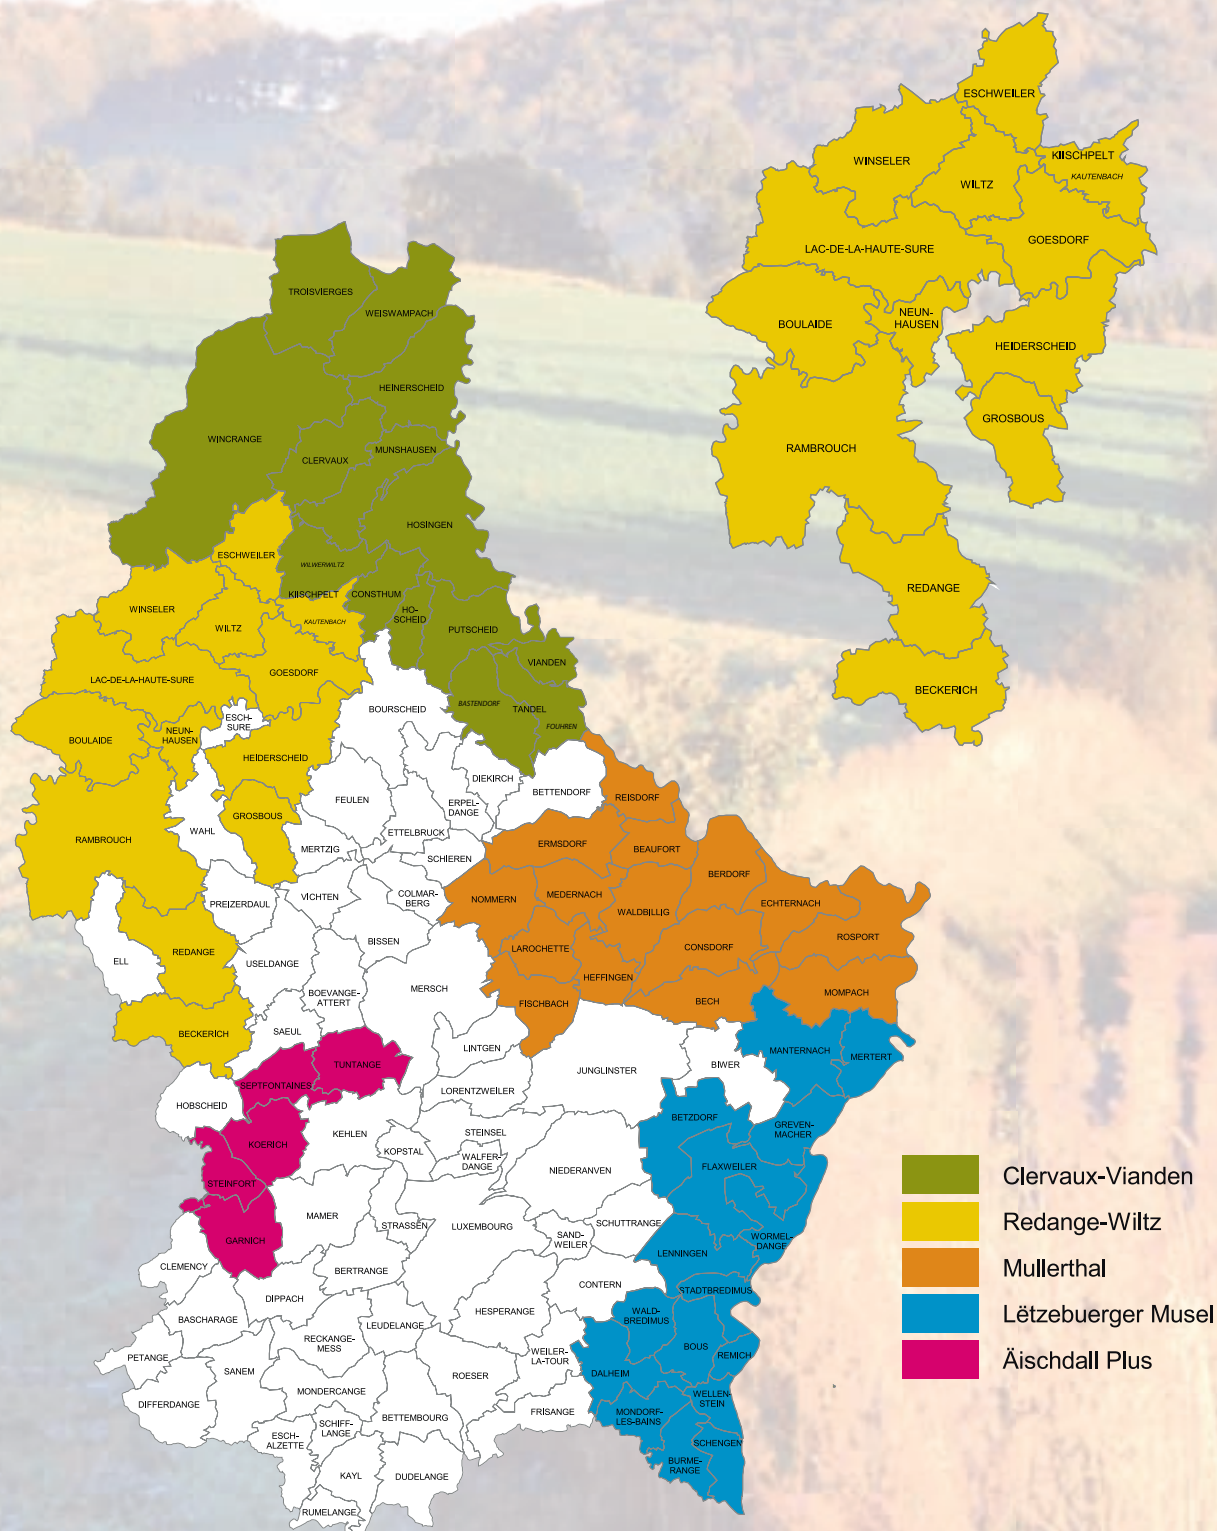 ESCHWEILER
WINSELER
KIISCHPELT
KAUTENBACH
WILTZ
GOESDORF
LAC-DE-LA-HAUTE-SURE
NEUN-
HAUSEN
BOULAIDE
HEIDERSCHEID
GROSBOUS
RAMBROUCH
REDANGE
BECKERICH
TROISVIERGES
WEISWAMPACH
HEINERSCHEID
WINCRANGE
CLERVAUX
MUNSHAUSEN
HOSINGEN
ESCHWEILER
WILWERWILTZ
KIISCHPELT
CONSTHUM
WINSELER
HO-
SCHEID
KAUTENBACH
WILTZ
PUTSCHEID
VIANDEN
GOESDORF
LAC-DE-LA-HAUTE-SURE
BASTENDORF
TANDEL
FOUHREN
BOURSCHEID
ESCH-
SURE
NEUN-
HAUSEN
BOULAIDE
HEIDERSCHEID
DIEKIRCH
BETTENDORF
REISDORF
FEULEN
ERPEL-
DANGE
GROSBOUS
WAHL
ETTELBRUCK
RAMBROUCH
MERTZIG
SCHIEREN
ERMSDORF
BEAUFORT
BERDORF
VICHTEN
COLMAR-
BERG
NOMMERN
MEDERNACH
PREIZERDAUL
WALDBILLIG
ECHTERNACH
BISSEN
ROSPORT
LAROCHETTE
CONSDORF
REDANGE
ELL
USELDANGE
HEFFINGEN
MERSCH
BOEVANGE-
ATTERT
FISCHBACH
BECH
MOMPACH
BECKERICH
SAEUL
LINTGEN
MANTERNACH
MERTERT
TUNTANGE
JUNGLINSTER
BIWER
SEPTFONTAINES
LORENTZWEILER
HOBSCHEID
BETZDORF
GREVEN-
MACHER
KOERICH
KEHLEN
STEINSEL
KOPSTAL
WALFER-
DANGE
NIEDERANVEN
FLAXWEILER
STEINFORT
MAMER
STRASSEN
LUXEMBOURG
SCHUTTRANGE
SAND-
WEILER
WORMEL-
DANGE
GARNICH
LENNINGEN
CLEMENCY
BERTRANGE
CONTERN
STADTBREDIMUS
DIPPACH
HESPERANGE
WALD-
BREDIMUS
BASCHARAGE
LEUDELANGE
RECKANGE-
MESS
BOUS
REMICH
PETANGE
SANEM
WEILER-
LA-TOUR
ROESER
DALHEIM
MONDERCANGE
DIFFERDANGE
WELLEN-
STEIN
FRISANGE
MONDORF-
LES-BAINS
BETTEMBOURG
SCHIFF-
LANGE
ESCH-
ALZETTE
SCHENGEN
BURME-
RANGE
KAYL
DUDELANGE
RUMELANGE
Clervaux-Vianden
Redange-Wiltz
Mullerthal
Lëtzebuerger Musel
Äischdall Plus